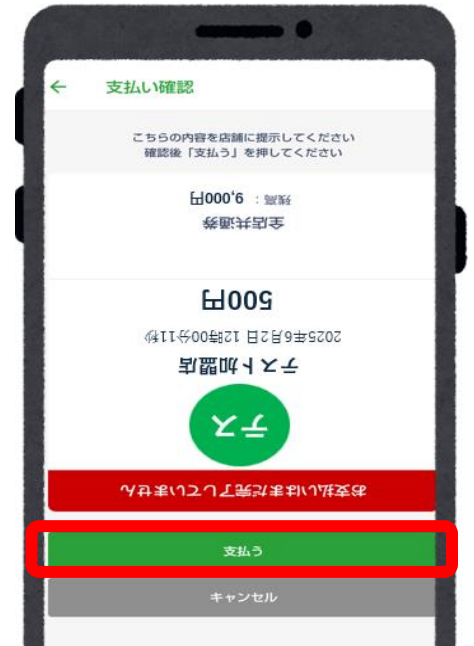 支払い確認
こちらの内容を店舗に提示してください
確認後「支払う」を押してください
お支払いはまだ完了していません
テス
テスト加盟店
2025年6月2日 12時00分11秒
500円
全店共通券
残高： 9,000円
支払う
キャンセル